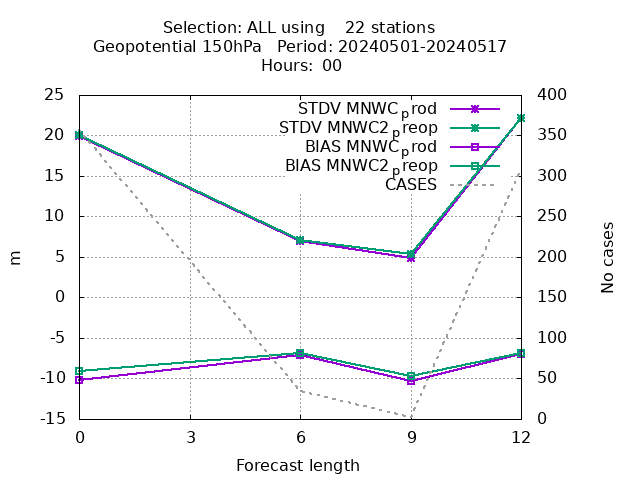 Selection: ALL using    22 stations
Geopotential 150hPa   Period: 20240501-20240517
Hours: 00
STDV MNWC_prod
STDV MNWC2_preop
BIAS MNWC_prod
BIAS MNWC2_preop
CASES
25
20
15
10
5
0
-5
-10
-15
m
400
350
300
250
200
150
100
50
0
No cases
0 3 6 9 12
Forecast length